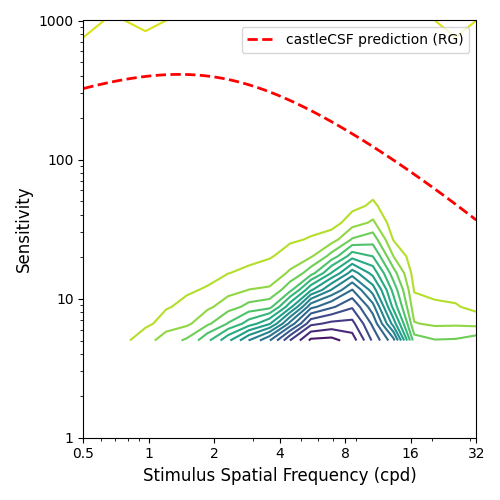 1000
castleCSF prediction (RG)
100
Sensitivity
10
1
0.5 1 2 4 8 16 32
Stimulus Spatial Frequency (cpd)